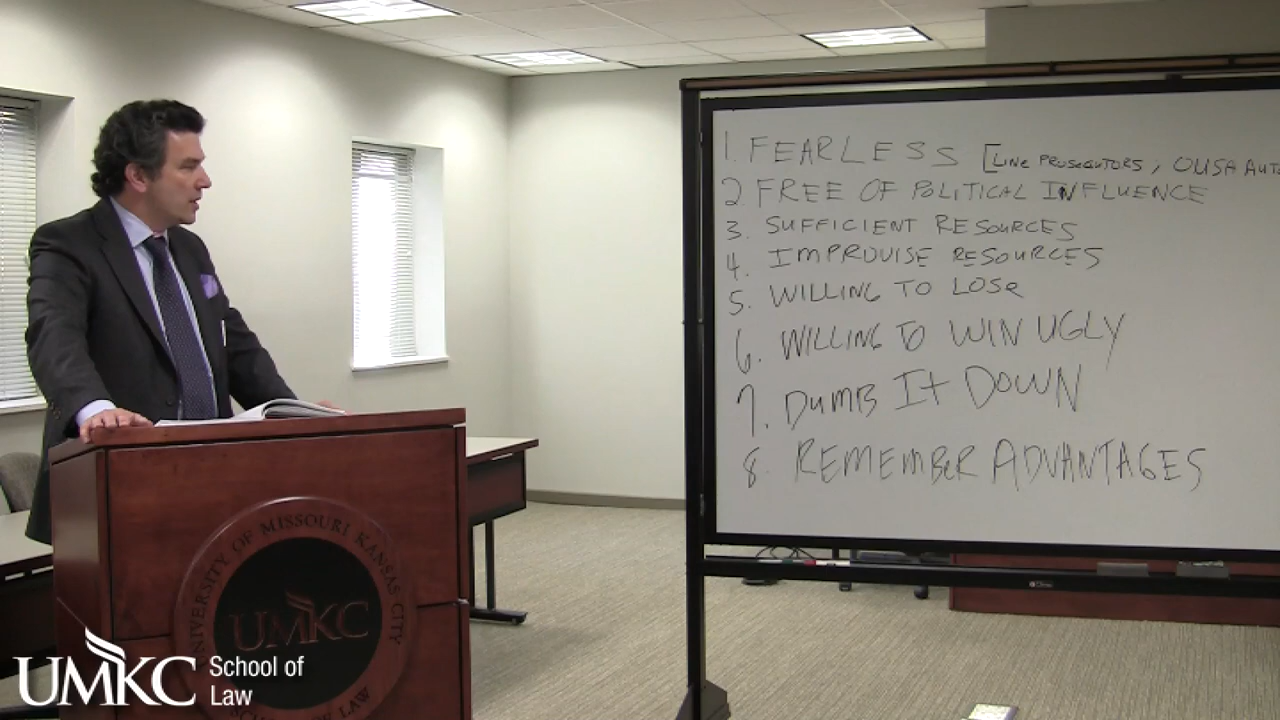 1. FEARLESS [LINE PROSECUTORS, OUSA
2 FREE OF POLITICAL INFLUENCE
3. SUFFICIENT RESOURCES
4. IMPROVISE RESOURCES
5. WILLING TO LOSE
6. WILLING TO WIN UGLY
7. DUMB It DOWN
8. REMEMBER ADVANTAGES
UNIVERSITY OF MISSOURI KANSAS CITY
UMKC
SCHOOL OF LAW
UMKC School of
Law